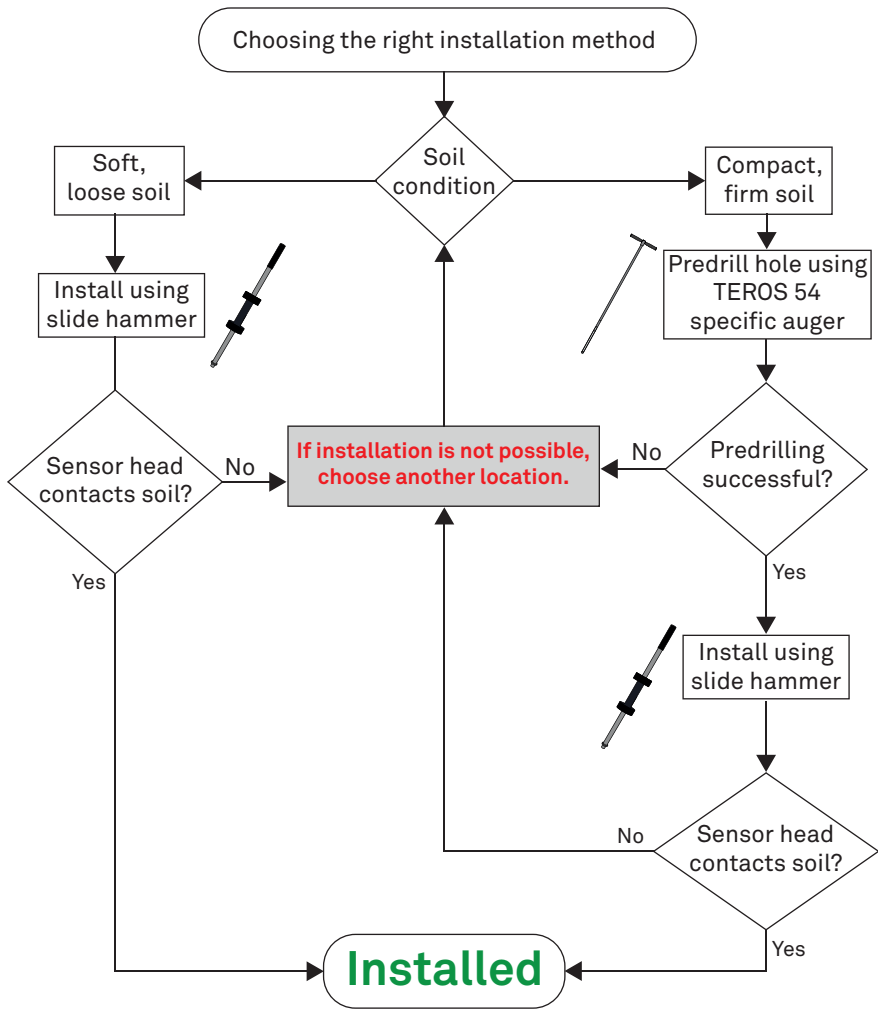 Choosing the right installation method
Soil
condition
Soft,
loose soil
Compact,
firm soil
Install using
slide hammer
Predrill hole using
TEROS 54
specific auger
Sensor head
contacts soil?
No
If installation is not possible,
choose another location.
No
Predrilling
successful?
Yes
Yes
Install using
slide hammer
No
Sensor head
contacts soil?
Yes
Installed